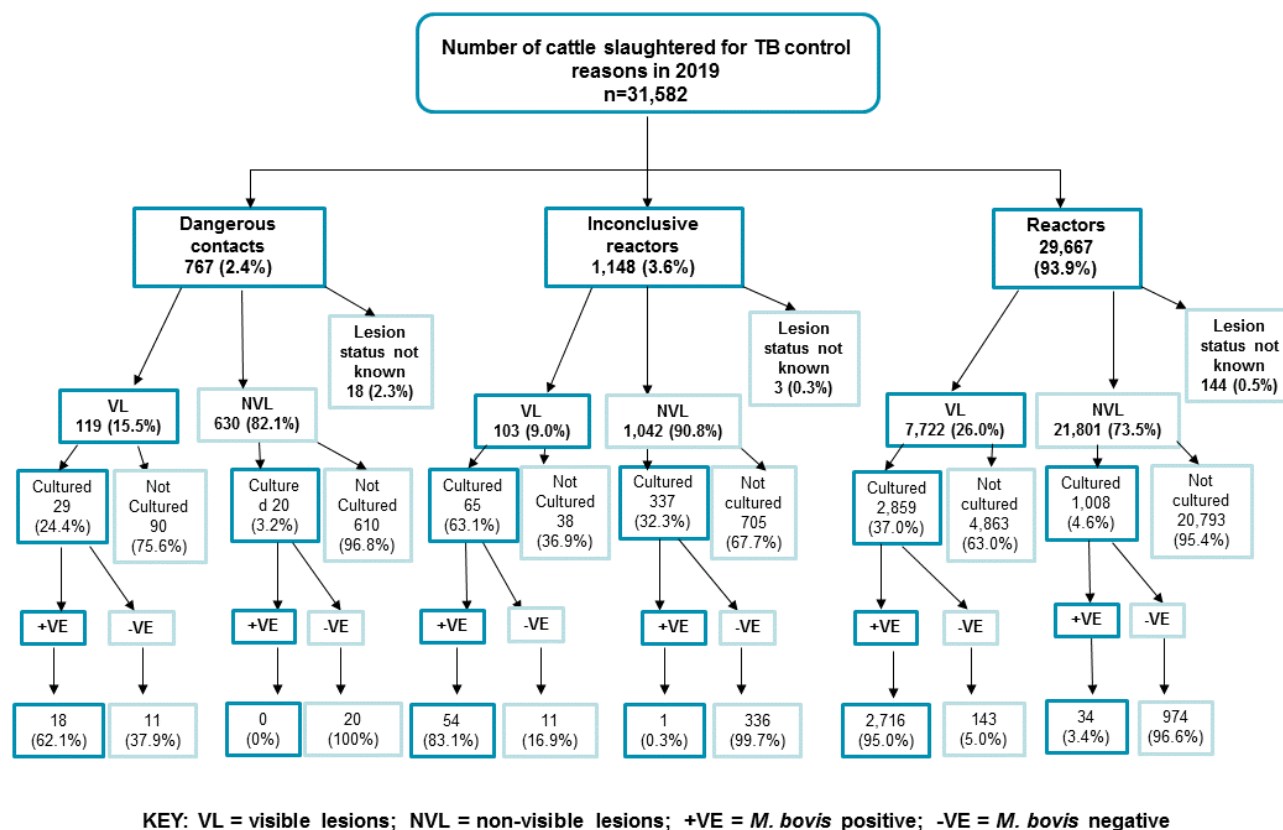 Number of cattle slaughtered for TB control
reasons in 2019
n=31,582
Dangerous
contacts
767 (2.4%)
Inconclusive
reactors
1,148 (3.6%)
Reactors
29,667
(93.9%)
Lesion
status not
known
18 (2.3%)
Lesion
status not
known
3 (0.3%)
Lesion
status not
known
144 (0.5%)
VL
119 (15.5%)
NVL
630 (82.1%)
VL
103 (9.0%)
NVL
1,042 (90.8%)
VL
7,722 (26.0%)
NVL
21,801 (73.5%)
Cultured
29
(24.4%)
Not
Cultured
90
(75.6%)
Culture
d 20
(3.2%)
Not
Cultured
610
(96.8%)
Cultured
65
(63.1%)
Not
Cultured
38
(36.9%)
Cultured
337
(32.3%)
Not
cultured
705
(67.7%)
Cultured
2,859
(37.0%)
Not
Cultured
4,863
(63.0%)
Cultured
1,008
(4.6%)
Not
cultured
20,793
(95.4%)
+VE
-VE
+VE
-VE
+VE
-VE
+VE
-VE
+VE
-VE
+VE
-VE
18
(62.1%)
11
(37.9%)
0
(0%)
20
(100%)
54
(83.1%)
11
(16.9%)
1
(0.3%)
336
(99.7%)
2,716
(95.0%)
143
(5.0%)
34
(3.4%)
974
(96.6%)
KEY: VL = visible lesions; NVL = non-visible lesions; +VE = M. bovis positive; -VE = M. bovis negative